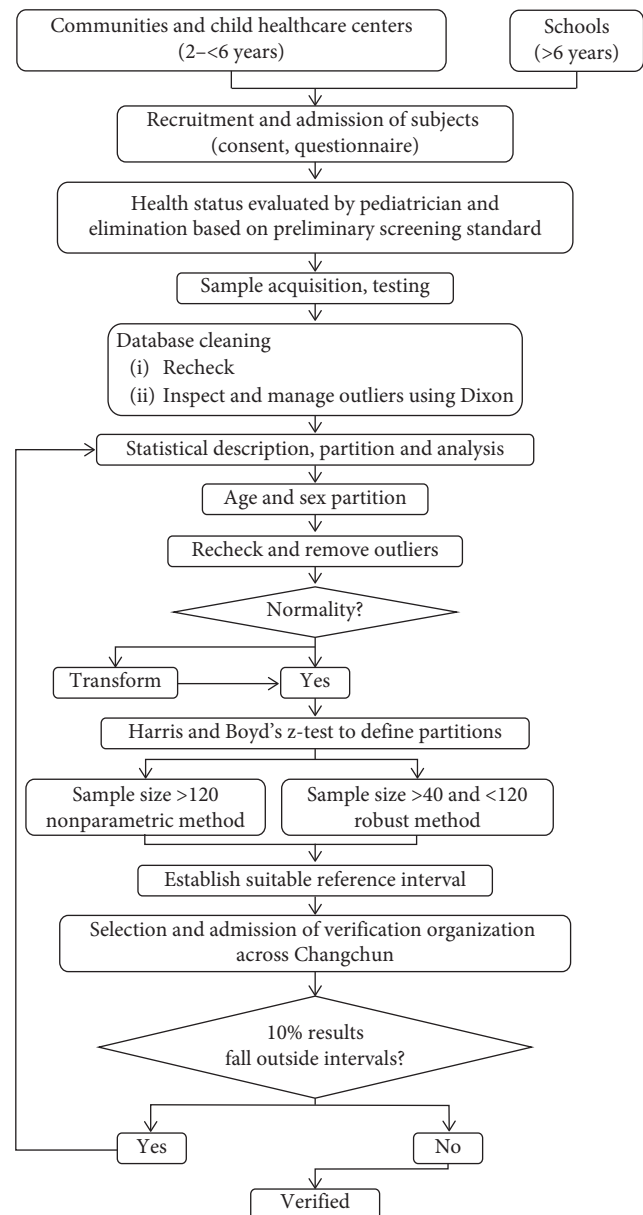 Communities and child healthcare centers
(2–<6 years)
Schools
(>6 years)
Recruitment and admission of subjects
(consent, questionnaire)
Health status evaluated by pediatrician and
elimination based on preliminary screening standard
Sample acquisition, testing
Database cleaning
(i) Recheck
(ii) Inspect and manage outliers using Dixon
Statistical description, partition and analysis
Age and sex partition
Recheck and remove outliers
Normality?
Transform
Yes
Harris and Boyd's z-test to define partitions
Sample size >120
nonparametric method
Sample size >40 and <120
robust method
Establish suitable reference interval
Selection and admission of verification organization
across Changchun
10% results
fall outside intervals?
Yes
No
Verified